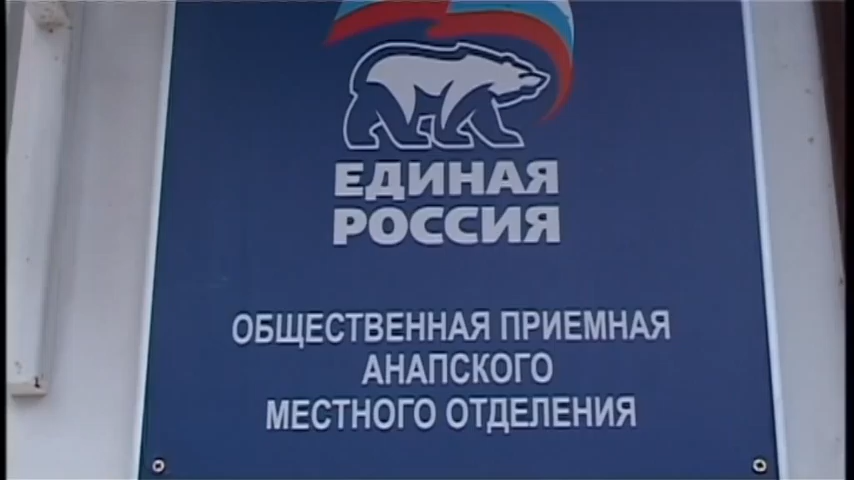 ЕДИНАЯ
РОССИЯ
ОБЩЕСТВЕННАЯ ПРИЕМНАЯ
АНАПСКОГО
МЕСТНОГО ОТДЕЛЕНИЯ